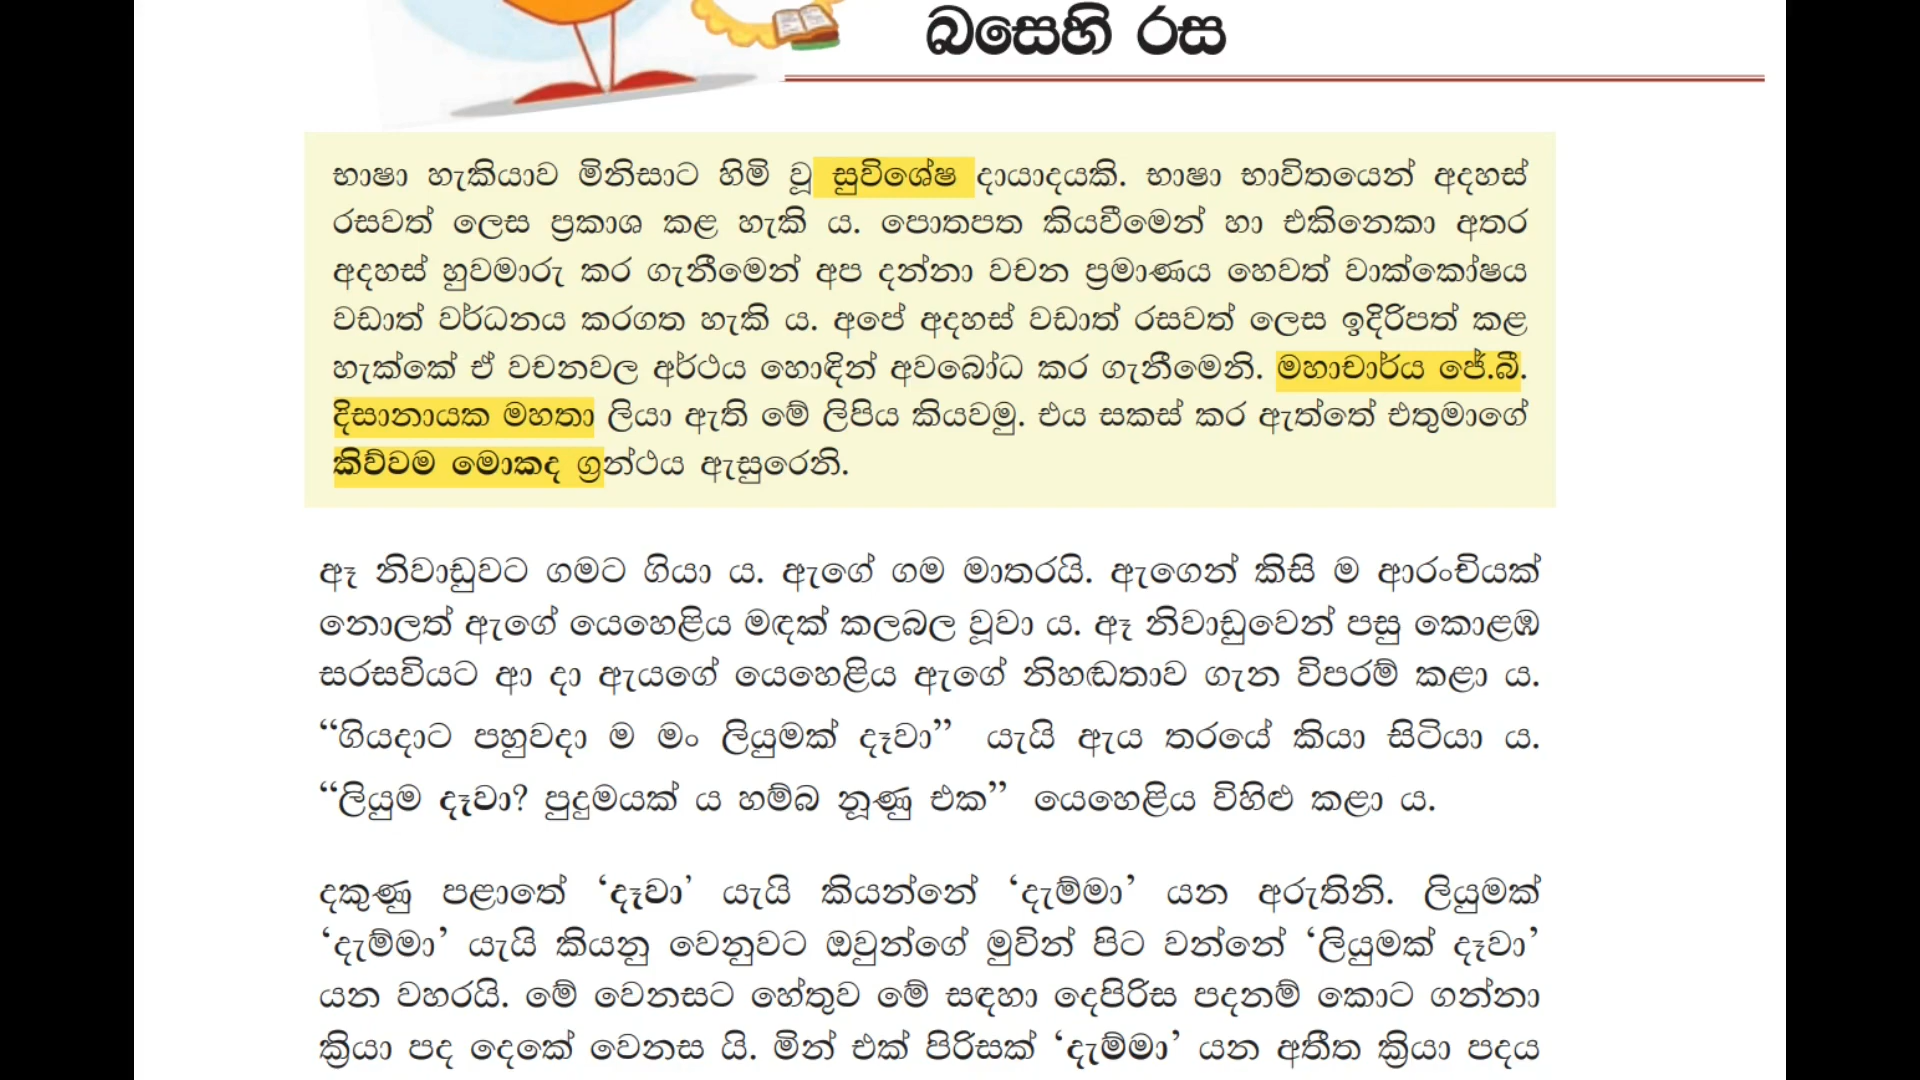 බසෙහි රස
භාෂා හැකියාව මිනිසාට හිමි වූ සුවිශේෂ දායාදයකි. භාෂා භාවිතයෙන් අදහස්
රසවත් ලෙස ප්‍රකාශ කළ හැකි ය. පොතපත කියවීමෙන් හා එකිනෙකා අතර
අදහස් හුවමාරු කර ගැනීමෙන් අප දන්නා වචන ප්‍රමාණය හෙවත් වාක්කෝෂය
වඩාත් වර්ධනය කරගත හැකි ය. අපේ අදහස් වඩාත් රසවත් ලෙස ඉදිරිපත් කළ
හැක්කේ ඒ වචනවල අර්ථය හොඳින් අවබෝධ කර ගැනීමෙනි. මහාචාර්ය ජේ.බී.
දිසානායක මහතා ලියා ඇති මේ ලිපිය කියවමු. එය සකස් කර ඇත්තේ එතුමාගේ
කිව්වම මොකද ග්‍රන්ථය ඇසුරෙනි.
ඈ නිවාඩුවට ගමට ගියා ය. ඇගේ ගම මාතරයි. ඇගෙන් කිසි ම ආරංචියක්
නොලත් ඇගේ යෙහෙළිය මඳක් කලබල වූවා ය. ඈ නිවාඩුවෙන් පසු කොළඹ
සරසවියට ආ දා ඇයගේ යෙහෙළිය ඇගේ නිහඬතාව ගැන විපරම් කළා ය.
“ගියදාට පහුවදා ම මං ලියුමක් දෑවා” යැයි ඇය තරයේ කියා සිටියා ය.
“ලියුම දෑවා? පුදුමයක් ය හම්බ නූණු එක” යෙහෙළිය විහිළු කළා ය.
දකුණු පළාතේ ‘දෑවා’ යැයි කියන්නේ ‘දැම්මා’ යන අරුතිනි. ලියුමක්
‘දැම්මා’ යැයි කියනු වෙනුවට ඔවුන්ගේ මුවින් පිට වන්නේ ‘ලියුමක් දෑවා’
යන වහරයි. මේ වෙනසට හේතුව මේ සඳහා දෙපිරිස පදනම් කොට ගන්නා
ක්‍රියා පද දෙකේ වෙනස යි. මින් එක් පිරිසක් ‘දැම්මා’ යන අතීත ක්‍රියා පදය